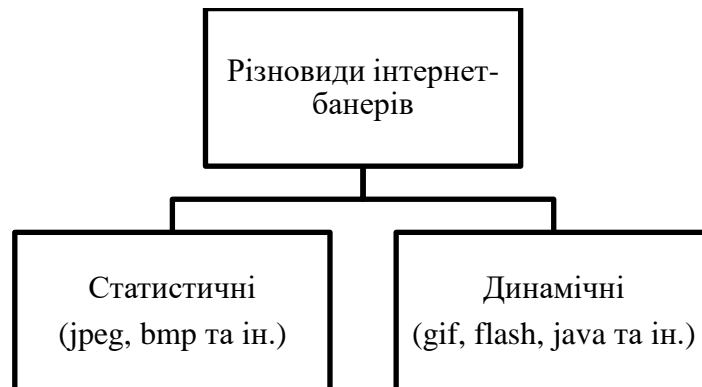 Різновиди інтернет-
банерів
Статистичні
(jpeg, bmp та ін.)
Динамічні
(gif, flash, java та ін.)